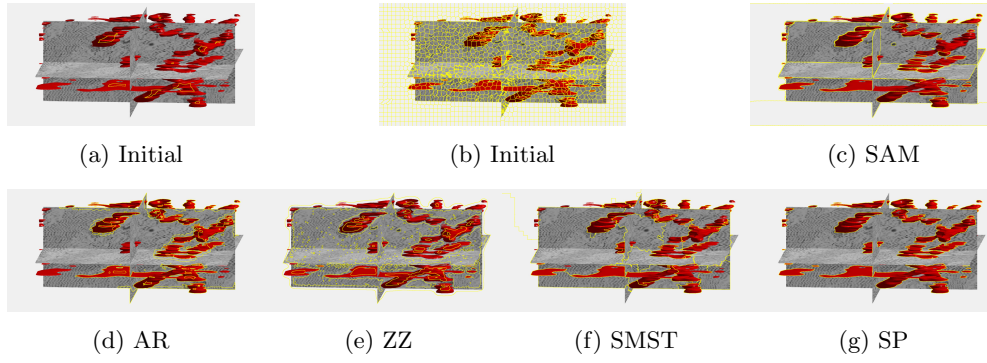 (a) Initial
(b) Initial
(c) SAM
(d) AR
(e) ZZ
(f) SMST
(g) SP